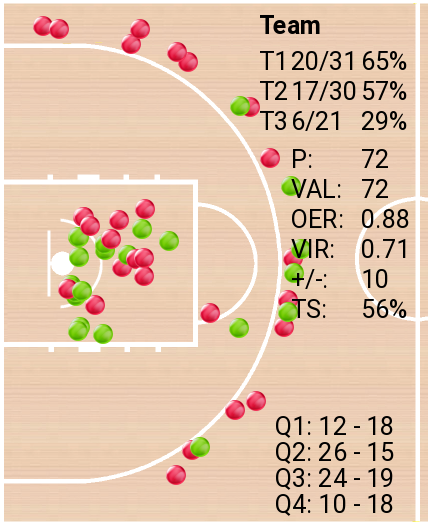 Team
T1 20/31 65%
T2 17/30 57%
T3 6/21 29%
P: 72
VAL: 72
OER: 0.88
VIR: 0.71
+/-: 10
TS: 56%
Q1: 12 - 18
Q2: 26 - 15
Q3: 24 - 19
Q4: 10 - 18